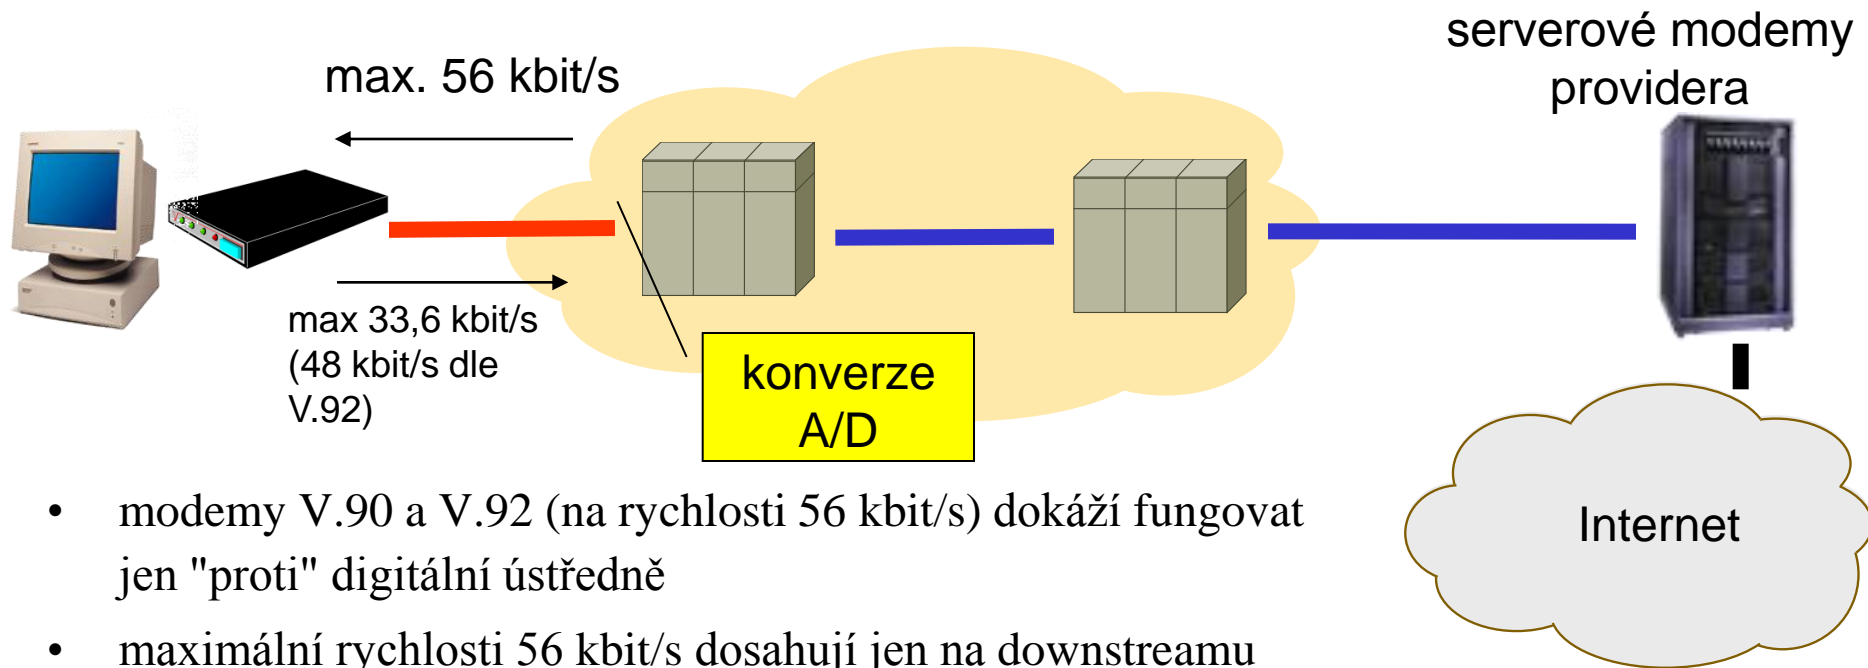 serverové modemy
providera
max. 56 kbit/s
max 33,6 kbit/s
(48 kbit/s dle
V.92)
konverze
A/D
Internet
• modemy V.90 a V.92 (na rychlosti 56 kbit/s) dokáží fungovat
jen "proti" digitální ústředně
• maximální rychlosti 56 kbit/s dosahují jen na downstreamu